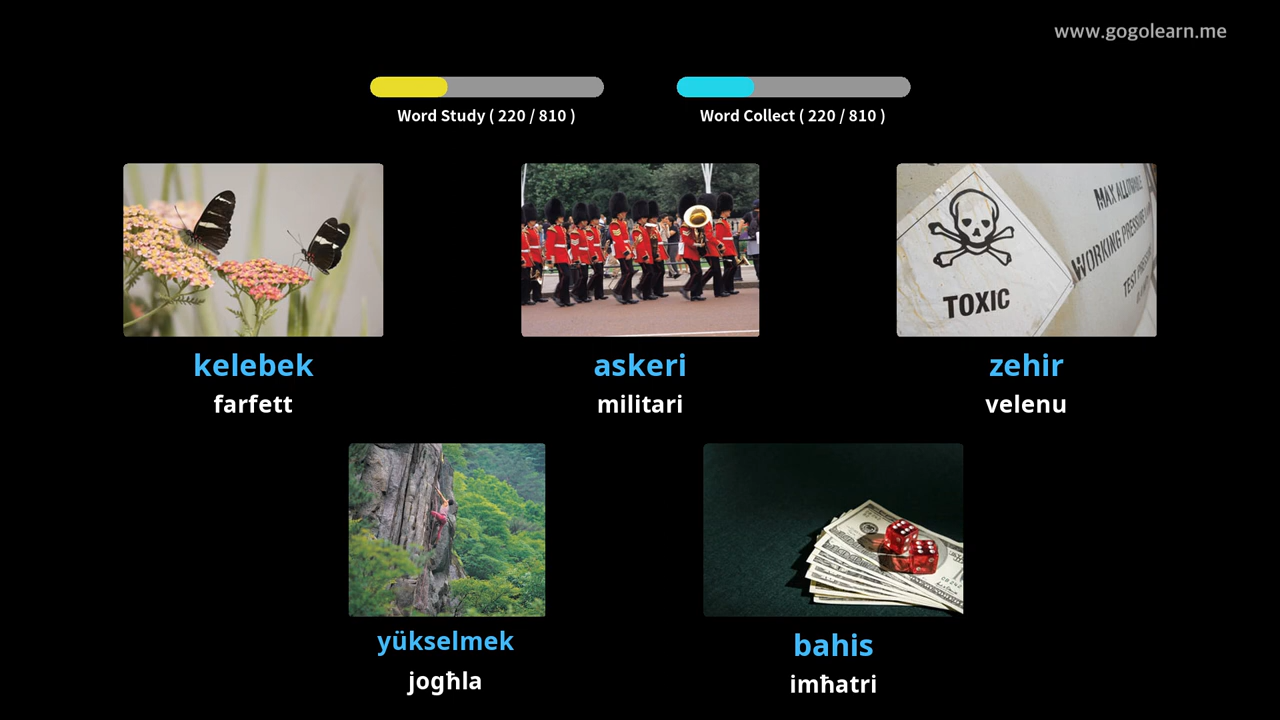 www.gogolearn.me
Word Study ( 220 / 810 )
Word Collect ( 220 / 810 )
TOXIC
MAX ALLOWABLE
WORKING PRESSURE
TEST
kelebek
farfett
askeri
militari
zehir
velenu
yükselmek
jogħla
bahis
imħatri